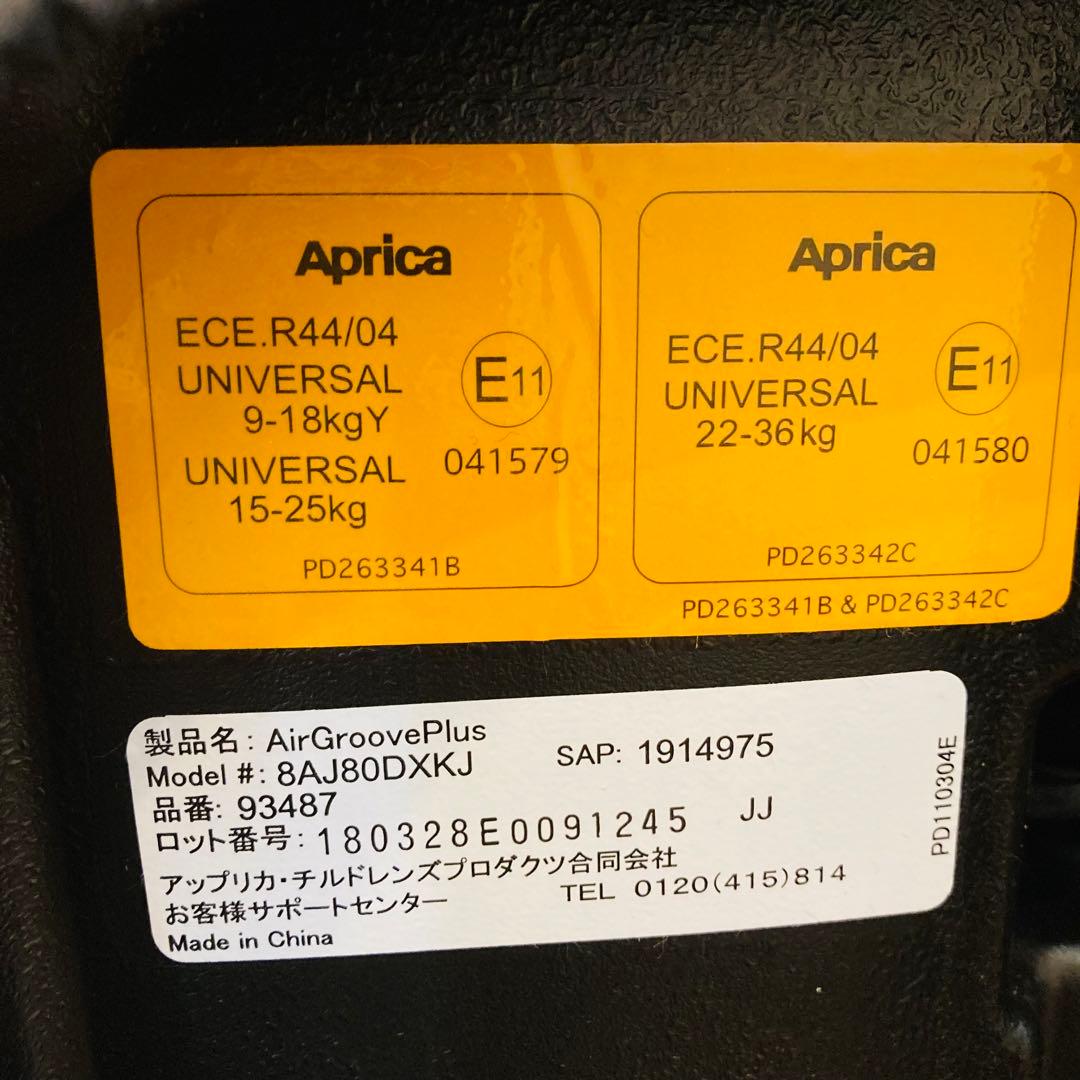 Aprica
ECE.R44/04
UNIVERSAL
9-18kgY
UNIVERSAL
15-25kg
E11
041579
PD263341B
Aprica
ECE.R44/04
UNIVERSAL
22-36kg
E11
041580
PD263342C
PD263341B & PD263342C
製品名: AirGroovePlus
Model #: 8AJ80DXKJ
SAP: 1914975
品番: 93487
ロット番号: 180328E0091245 JJ
アップリカ・チルドレンズプロダクツ合同会社
お客様サポートセンター TEL 0120(415)814
Made in China
PD110304E